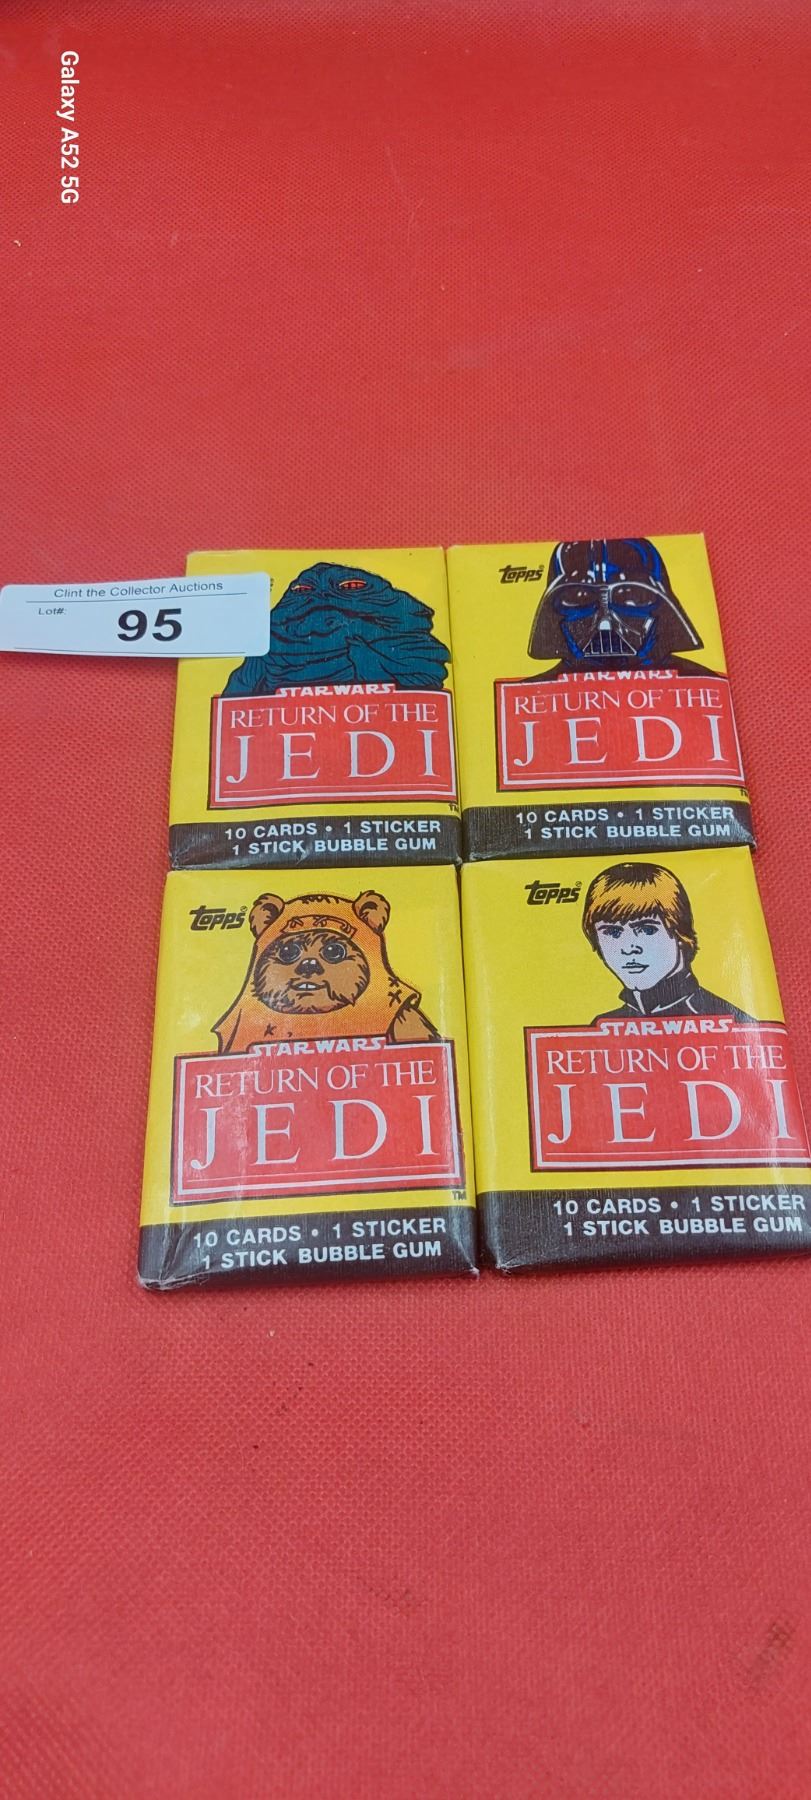 Galaxy A52 5G
Clint the Collector Auctions
Lot#:
95
STAR WARS
RETURN OF THE
JEDI
TM
10 CARDS • 1 STICKER
1 STICK BUBBLE GUM
Topps®
STAR WARS
RETURN OF THE
JEDI
TM
10 CARDS • 1 STICKER
1 STICK BUBBLE GUM
Topps®
STAR WARS
RETURN OF THE
JEDI
TM
10 CARDS • 1 STICKER
1 STICK BUBBLE GUM
Topps®
STAR WARS
RETURN OF THE
JEDI
10 CARDS • 1 STICKER
1 STICK BUBBLE GUM